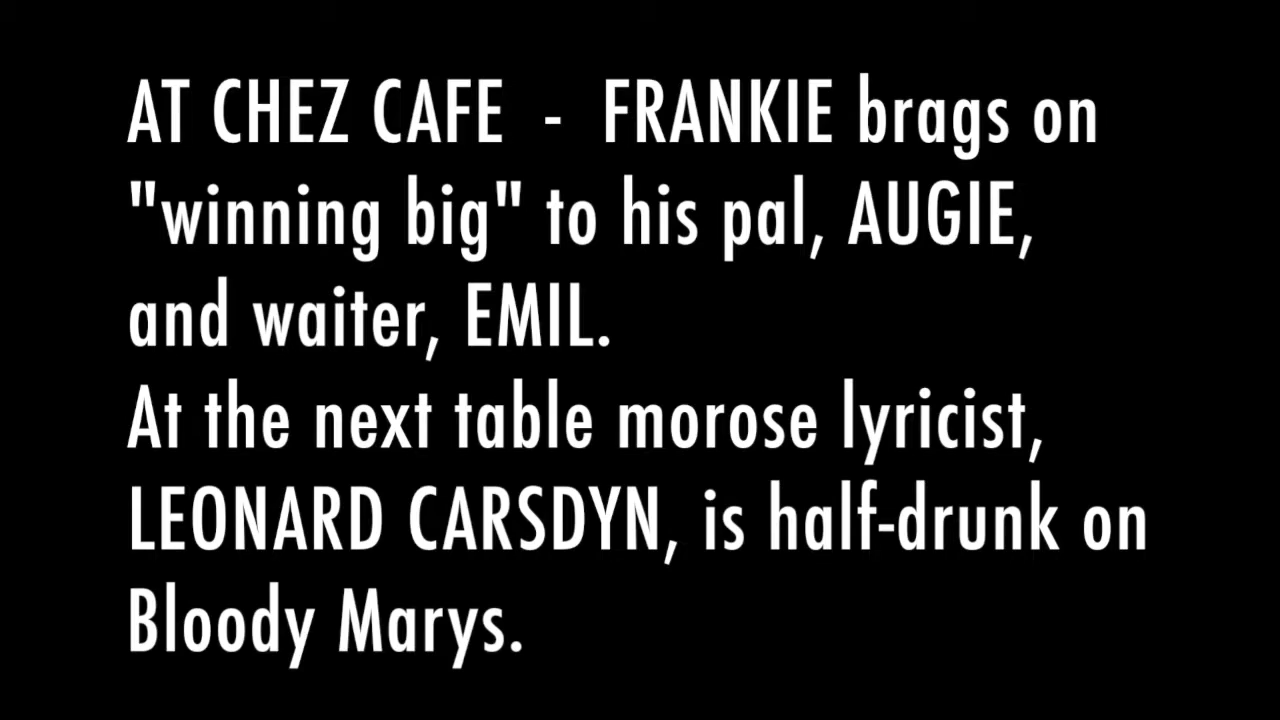 AT CHEZ CAFE - FRANKIE brags on
"winning big" to his pal, AUGIE,
and waiter, EMIL.
At the next table morose lyricist,
LEONARD CARSDYN, is half-drunk on
Bloody Marys.